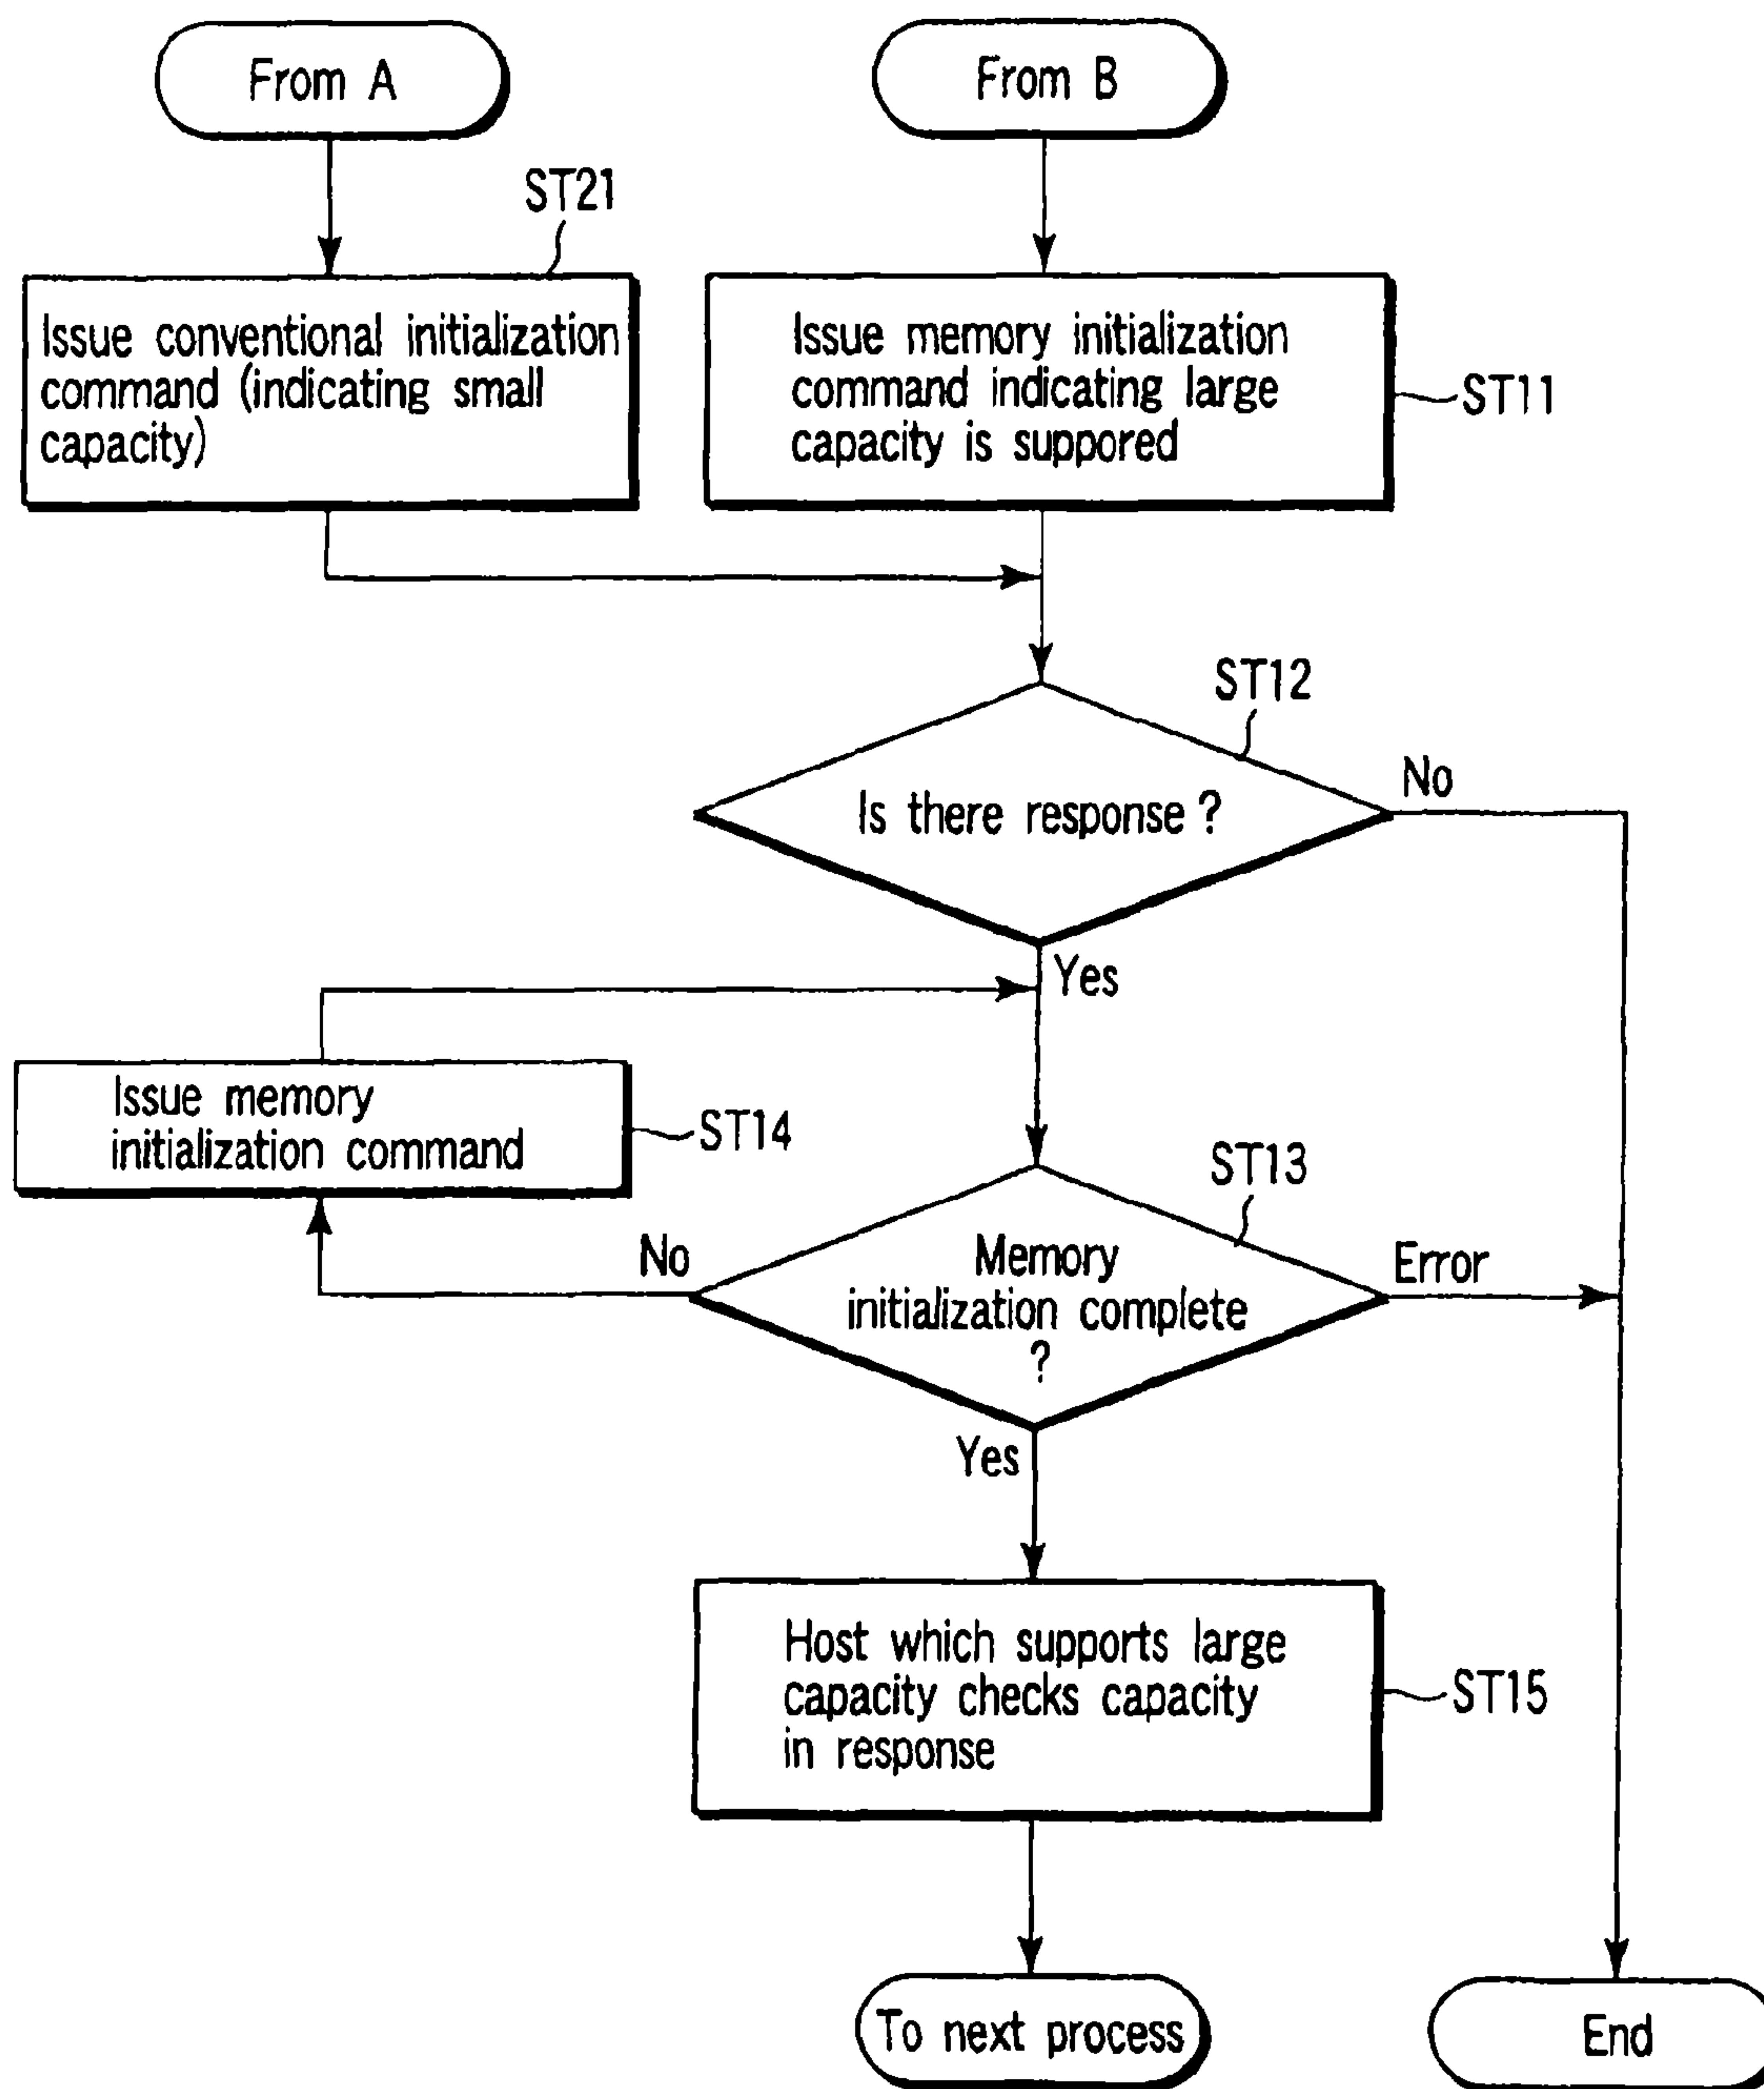 From A
From B
ST21
Issue conventional initialization
command (indicating small
capacity)
Issue memory initialization
command indicating large
capacity is suppored
ST11
ST12
Is there response ?
No
Yes
Issue memory
initialization command
ST14
ST13
Memory
initialization complete
?
No
Error
Yes
Host which supports large
capacity checks capacity
in response
ST15
To next process
End